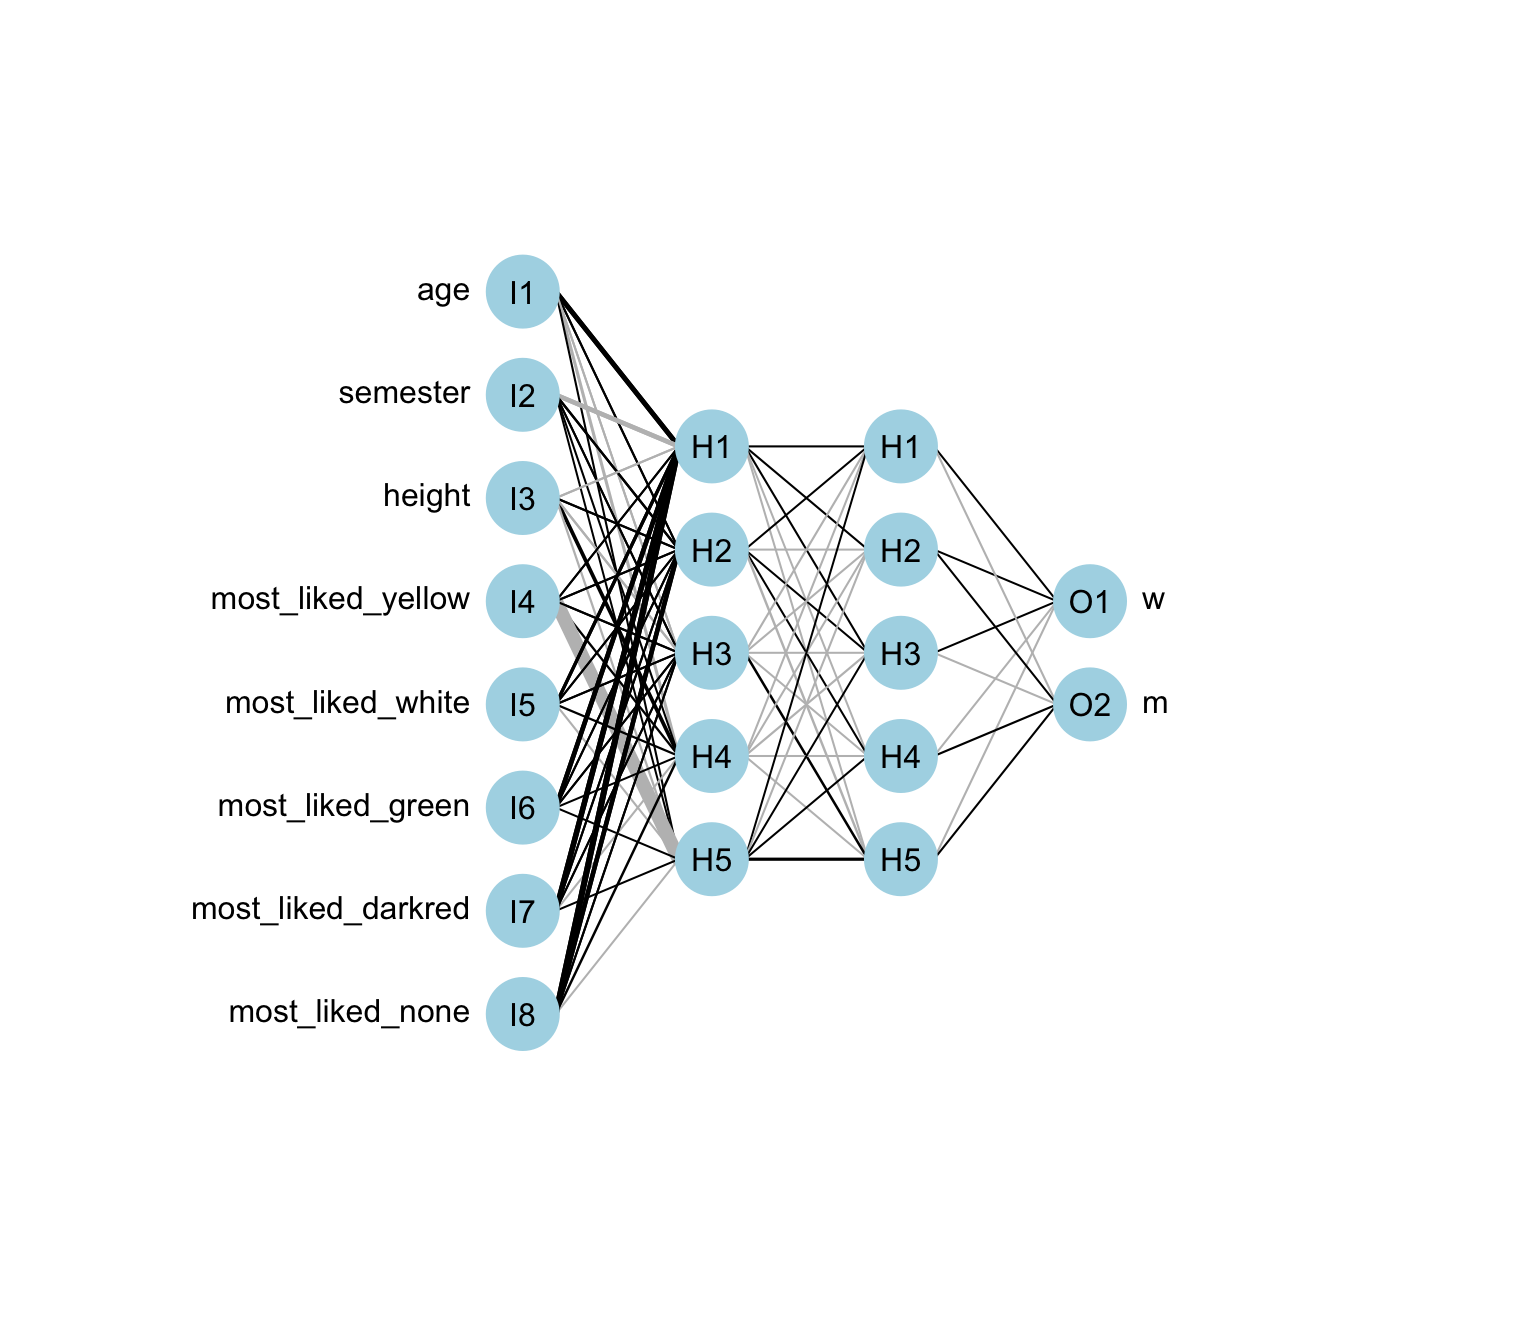 age I1
semester I2
height I3
most_liked_yellow I4
most_liked_white I5
most_liked_green I6
most_liked_darkred I7
most_liked_none I8
H1
H2
H3
H4
H5
H1
H2
H3
H4
H5
O1 w
O2 m